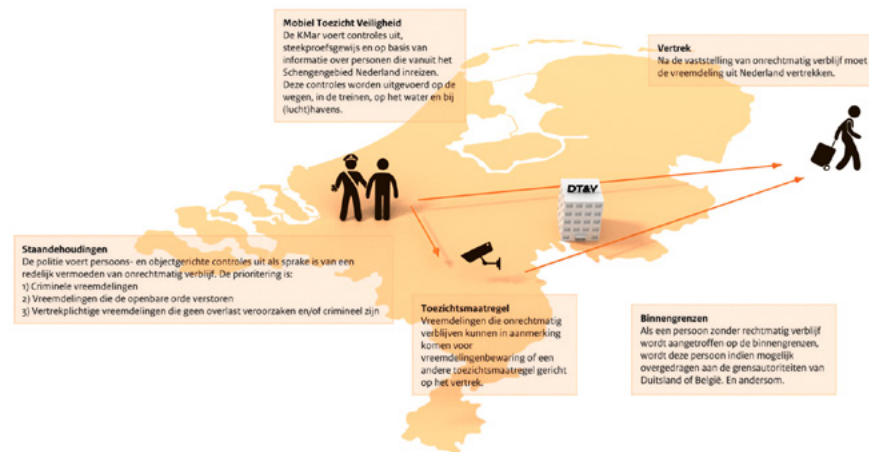 Mobiel Toezicht Veiligheid
De KMar voert controles uit,
steekproefsgewijs en op basis van
informatie over personen die vanuit het
Schengengebied Nederland inreizen.
Deze controles worden uitgevoerd op de
wegen, in de treinen, op het water en bij
(lucht)havens.
Vertrek
Na de vaststelling van onrechtmatig verblijf moet
de vreemdeling uit Nederland vertrekken.
DT&V
Staandehoudingen
De politie voert persoons- en objectgerichte controles uit als sprake is van een
redelijk vermoeden van onrechtmatig verblijf. De prioritering is:
1) Criminele vreemdelingen
2) Vreemdelingen die de openbare orde verstoren
3) Vertrekplichtige vreemdelingen die geen overlast veroorzaken en/of crimineel zijn
Toezichtsmaatregel
Vreemdelingen die onrechtmatig
verblijven kunnen in aanmerking
komen voor
vreemdelingenbewaring of een
andere toezichtsmaatregel gericht
op het vertrek.
Binnengrenzen
Als een persoon zonder rechtmatig verblijf
wordt aangetroffen op de binnengrenzen,
wordt deze persoon indien mogelijk
overgedragen aan de grensautoriteiten van
Duitsland of België. En andersom.